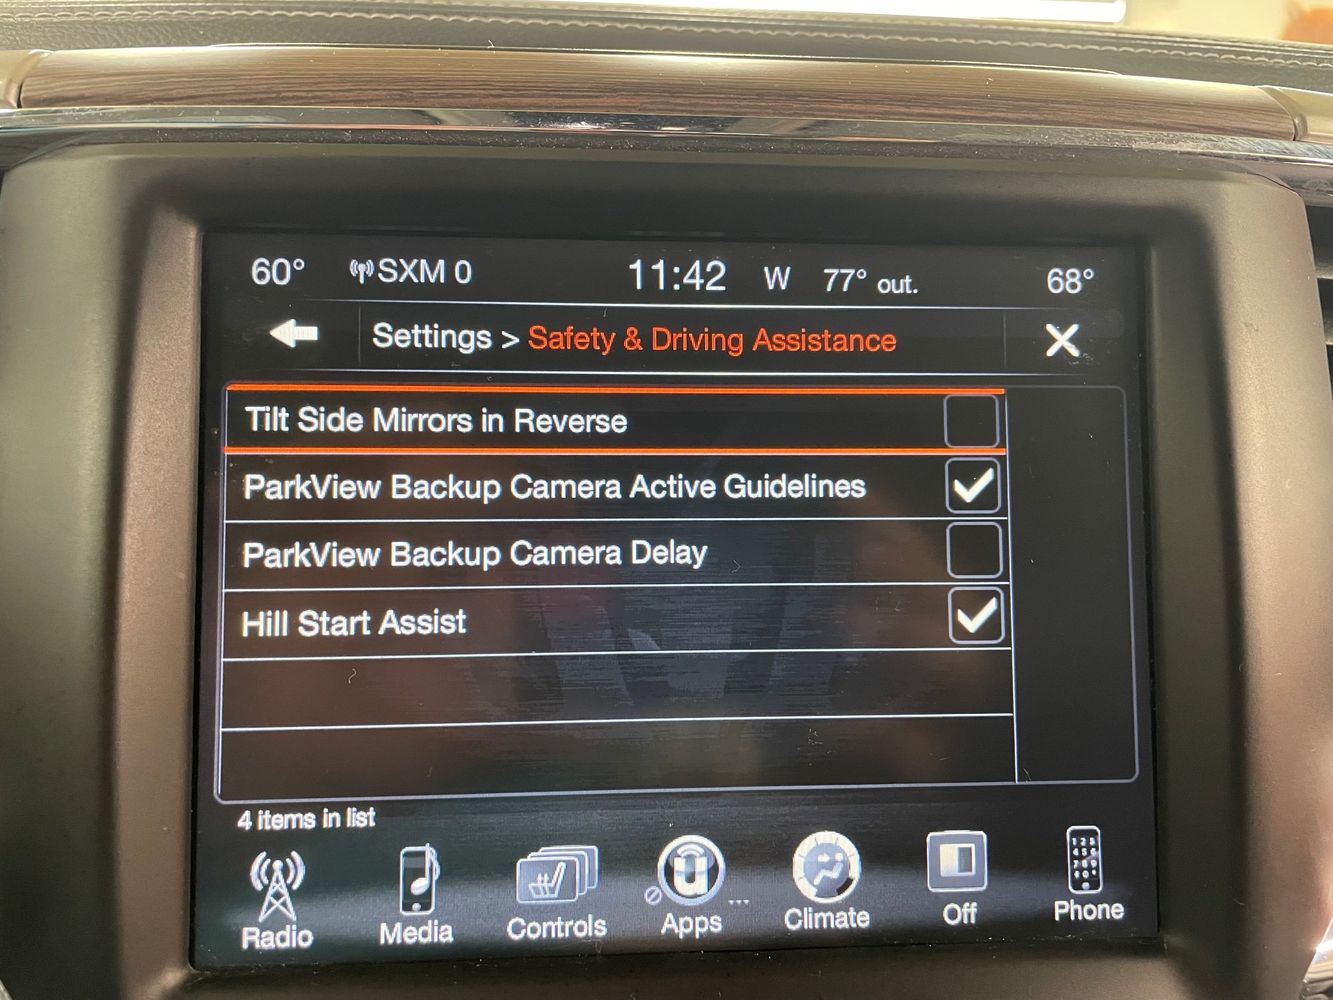 60° SXM 0 11:42 W 77° out. 68°
Settings > Safety & Driving Assistance
Tilt Side Mirrors in Reverse
ParkView Backup Camera Active Guidelines
ParkView Backup Camera Delay
Hill Start Assist
4 items in list
Radio Media Controls Apps ... Climate Off Phone